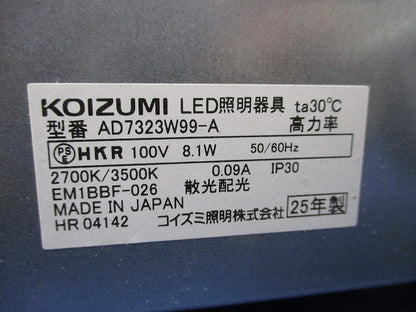 KOIZUMI LED照明器具 ta30℃
型番 AD7323W99-A 高力率
PSE HKR 100V 8.1W 50/60Hz
2700K/3500K 0.09A IP30
EM1BBF-026 散光配光
MADE IN JAPAN
HR 04142 コイズミ照明株式会社 25年製